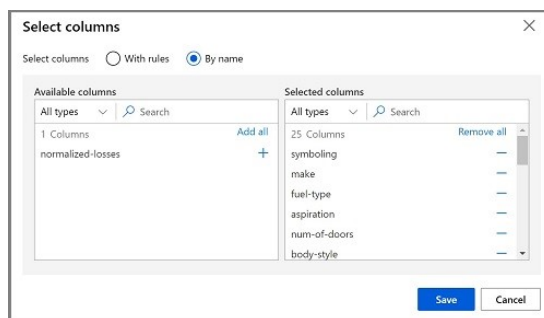 Select columns
Select columns With rules By name
Available columns
All types Search
1 Columns Add all
normalized-losses
Selected columns
All types Search
25 Columns Remove all
symboling
make
fuel-type
aspiration
num-of-doors
body-style
Save Cancel